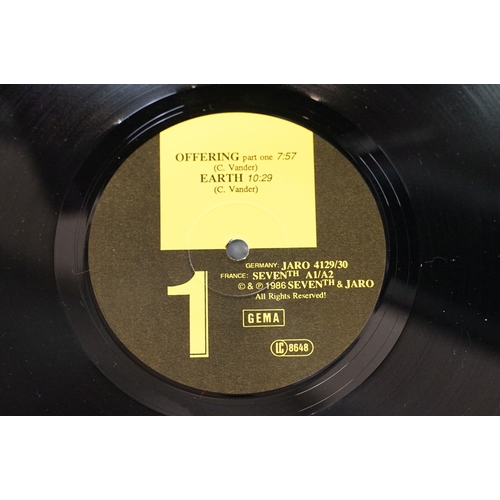 OFFERING part one 7:57
(C. Vander)
EARTH 10:29
(C. Vander)
1
GERMANY: JARO 4129/30
FRANCE: SEVENTH A1/A2
© & ℗ 1986 SEVENTH & JARO
All Rights Reserved!
GEMA
LC 8648